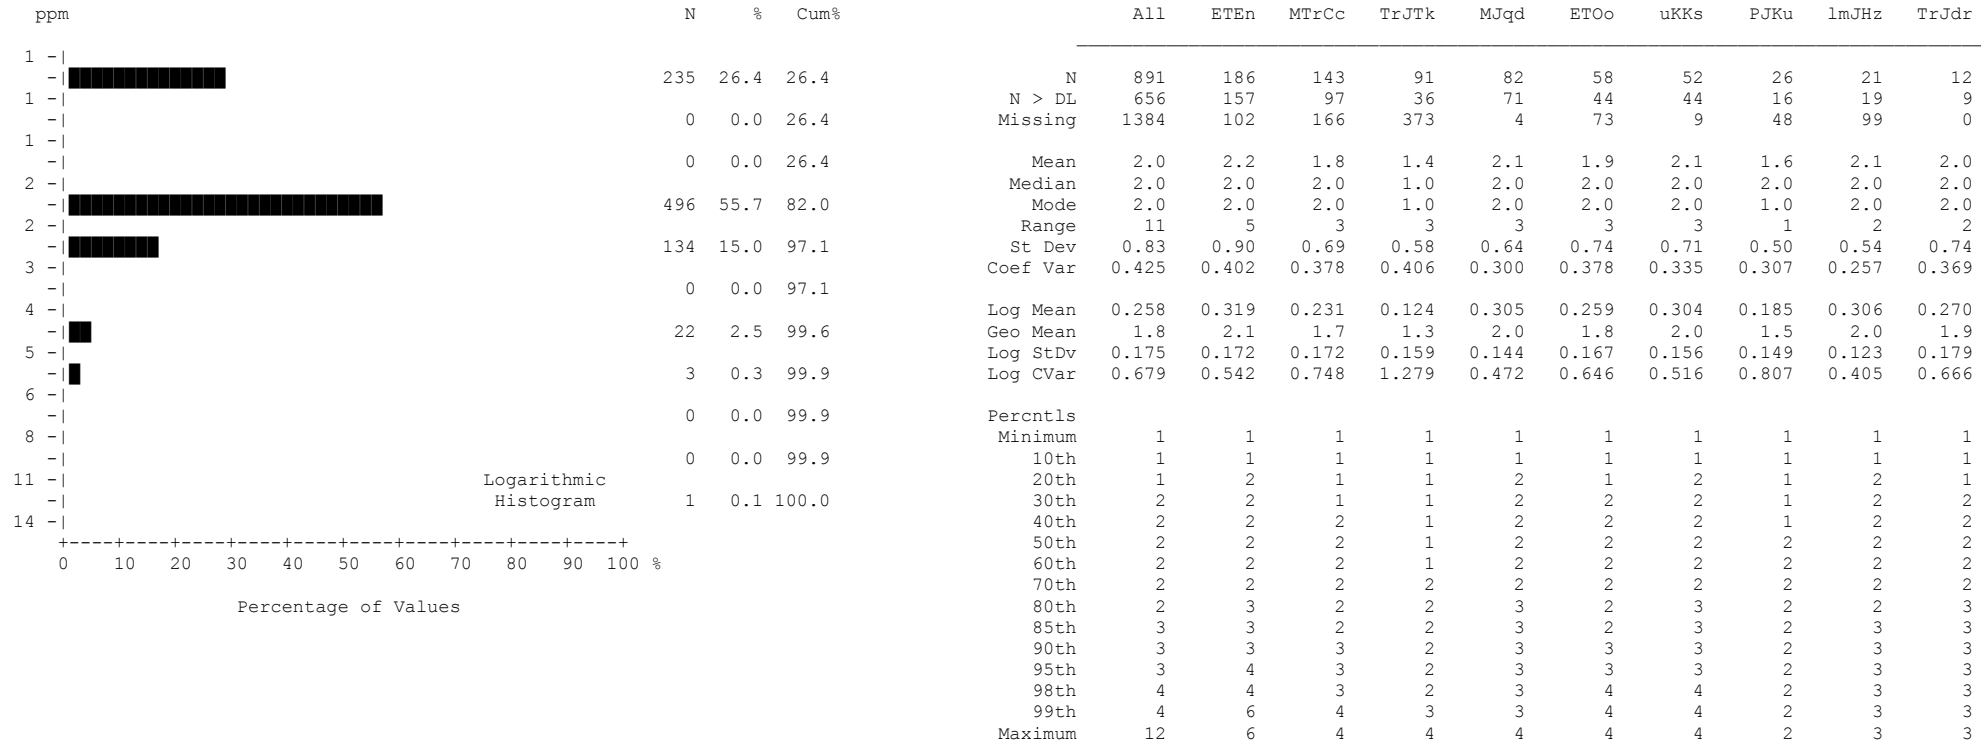 ppm N % Cum% All ETEn MTrCc TrJTk MJqd ETOo uKKs PJKu lmJHz TrJdr
1 -|
-| 235 26.4 26.4 N 891 186 143 91 82 58 52 26 21 12
1 -| N > DL 656 157 97 36 71 44 44 16 19 9
-| 0 0.0 26.4 Missing 1384 102 166 373 4 73 9 48 99 0
1 -|
-| 0 0.0 26.4 Mean 2.0 2.2 1.8 1.4 2.1 1.9 2.1 1.6 2.1 2.0
2 -| Median 2.0 2.0 2.0 1.0 2.0 2.0 2.0 2.0 2.0 2.0
-| 496 55.7 82.0 Mode 2.0 2.0 2.0 1.0 2.0 2.0 2.0 1.0 2.0 2.0
2 -| Range 11 5 3 3 3 3 3 1 2 2
-| 134 15.0 97.1 St Dev 0.83 0.90 0.69 0.58 0.64 0.74 0.71 0.50 0.54 0.74
3 -| Coef Var 0.425 0.402 0.378 0.406 0.300 0.378 0.335 0.307 0.257 0.369
-| 0 0.0 97.1
4 -| Log Mean 0.258 0.319 0.231 0.124 0.305 0.259 0.304 0.185 0.306 0.270
-| 22 2.5 99.6 Geo Mean 1.8 2.1 1.7 1.3 2.0 1.8 2.0 1.5 2.0 1.9
5 -| Log StDv 0.175 0.172 0.172 0.159 0.144 0.167 0.156 0.149 0.123 0.179
-| 3 0.3 99.9 Log CVar 0.679 0.542 0.748 1.279 0.472 0.646 0.516 0.807 0.405 0.666
6 -|
-| 0 0.0 99.9 Percntls
8 -| Minimum 1 1 1 1 1 1 1 1 1 1
-| 0 0.0 99.9 10th 1 1 1 1 1 1 1 1 1 1
11 -| Logarithmic 20th 1 2 1 1 2 1 2 1 2 1
-| Histogram 1 0.1 100.0 30th 2 2 1 1 2 2 2 1 2 2
14 -| 40th 2 2 2 1 2 2 2 1 2 2
+----+----+----+----+----+----+----+----+----+----+ 50th 2 2 2 1 2 2 2 2 2 2
0 10 20 30 40 50 60 70 80 90 100 % 60th 2 2 2 1 2 2 2 2 2 2
70th 2 2 2 2 2 2 2 2 2 2
Percentage of Values 80th 2 3 2 2 3 2 3 2 2 3
85th 3 3 2 2 3 2 3 2 3 3
90th 3 3 3 2 3 3 3 2 3 3
95th 3 4 3 2 3 3 3 2 3 3
98th 4 4 3 2 3 4 4 2 3 3
99th 4 6 4 3 3 4 4 2 3 3
Maximum 12 6 4 4 4 4 4 2 3 3